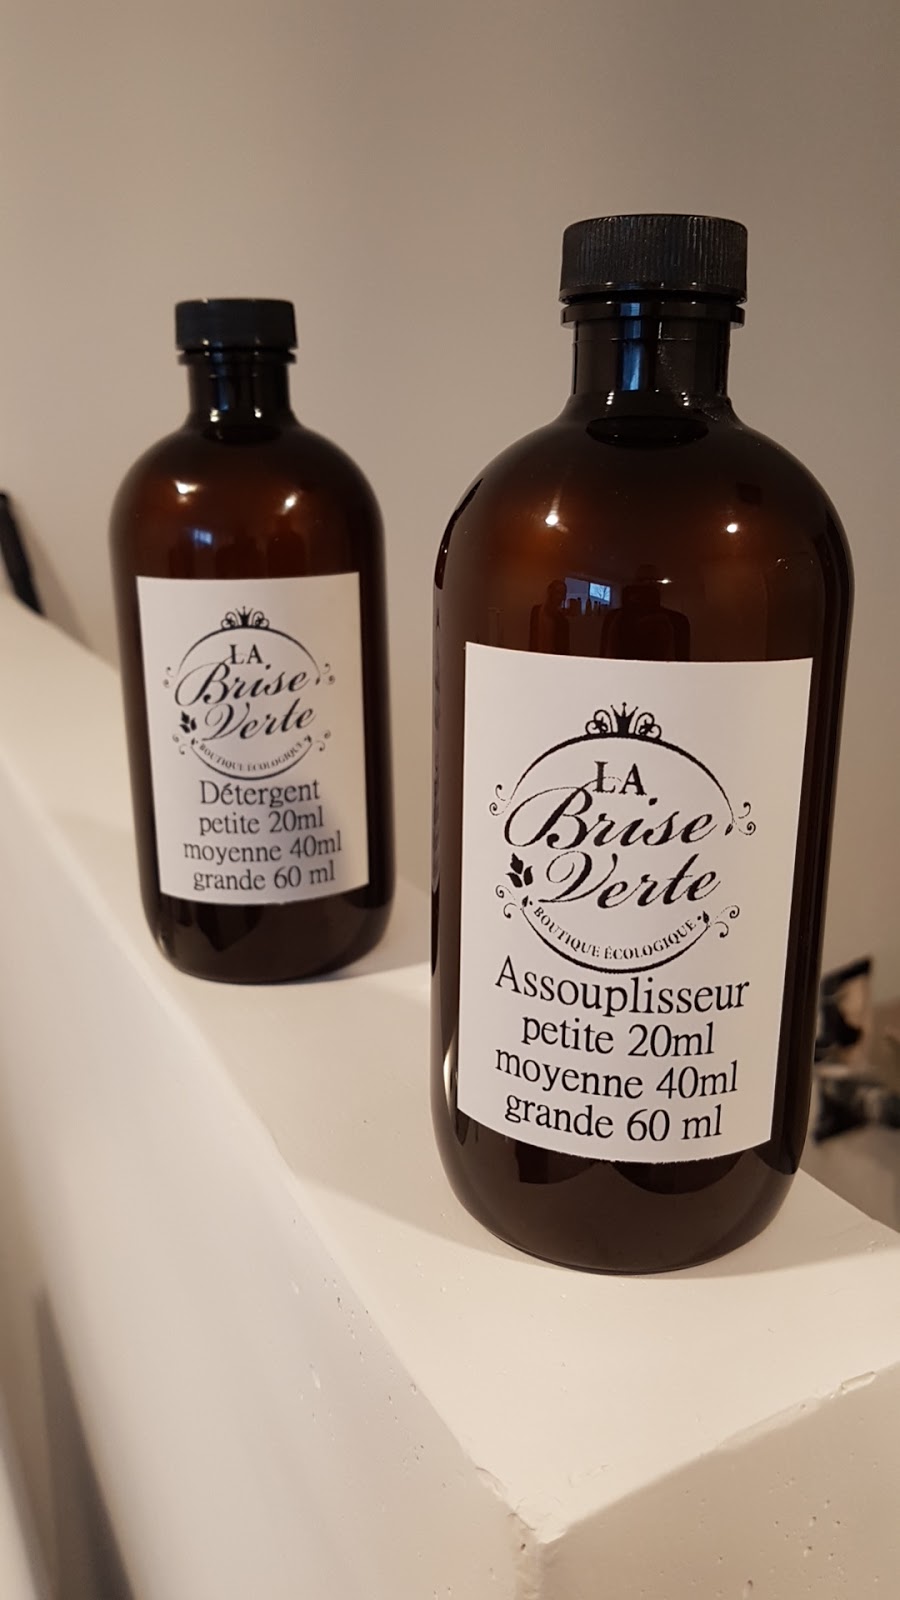 LA
Brise
Verte
BOUTIQUE ÉCOLOGIQUE
Détergent
petite 20ml
moyenne 40ml
grande 60 ml
LA
Brise
Verte
BOUTIQUE ÉCOLOGIQUE
Assouplisseur
petite 20ml
moyenne 40ml
grande 60 ml